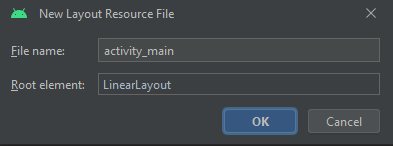 New Layout Resource File
File name: activity_main
Root element: LinearLayout
OK Cancel